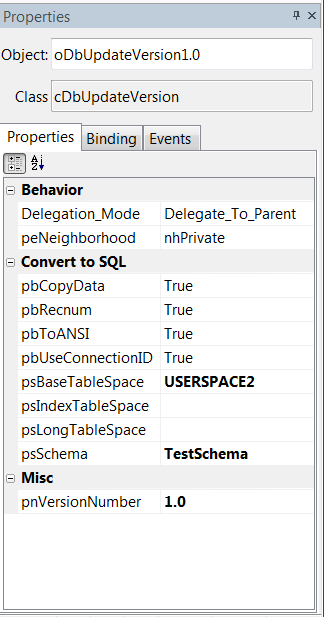 Properties
Object: oDbUpdateVersion1.0
Class cDbUpdateVersion
Properties Binding Events
Behavior
Delegation_Mode Delegate_To_Parent
peNeighborhood nhPrivate
Convert to SQL
pbCopyData True
pbRecnum True
pbToANSI True
pbUseConnectionID True
psBaseTableSpace USERSPACE2
psIndexTableSpace
psLongTableSpace
psSchema TestSchema
Misc
pnVersionNumber 1.0